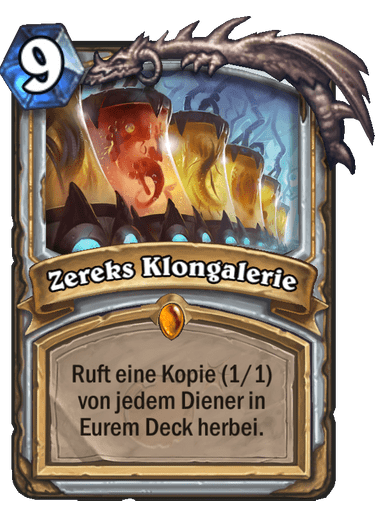 9
Zereks Klongalerie
Ruft eine Kopie (1/1)
von jedem Diener in
Eurem Deck herbei.